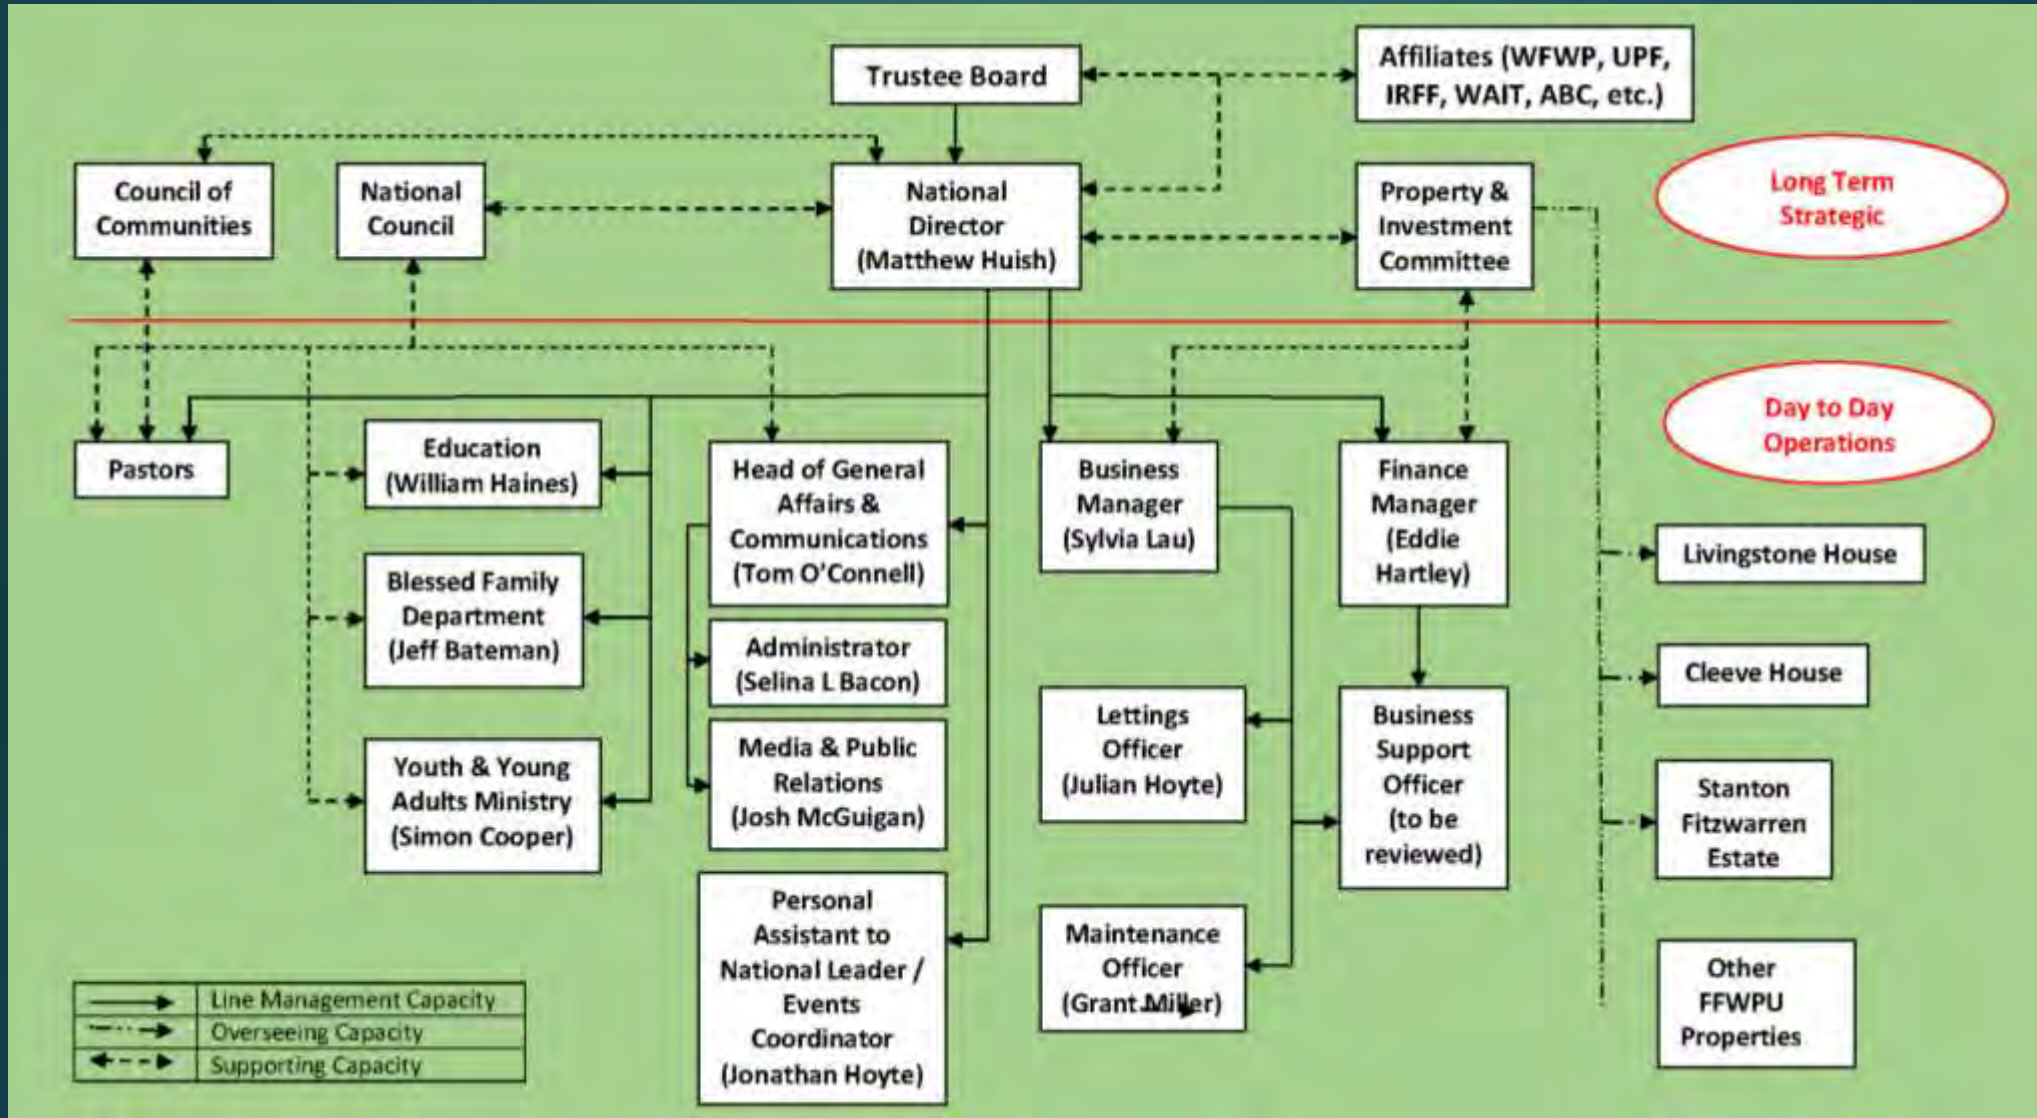 Trustee Board
Affiliates (WFWP, UPF,
IRFF, WAIT, ABC, etc.)
Council of
Communities
National
Council
National
Director
(Matthew Huish)
Property &
Investment
Committee
Long Term
Strategic
Day to Day
Operations
Pastors
Education
(William Haines)
Blessed Family
Department
(Jeff Bateman)
Youth & Young
Adults Ministry
(Simon Cooper)
Head of General
Affairs &
Communications
(Tom O'Connell)
Administrator
(Selina L Bacon)
Media & Public
Relations
(Josh McGuigan)
Personal
Assistant to
National Leader /
Events
Coordinator
(Jonathan Hoyte)
Business
Manager
(Sylvia Lau)
Lettings
Officer
(Julian Hoyte)
Maintenance
Officer
(Grant Miller)
Finance
Manager
(Eddie
Hartley)
Business
Support
Officer
(to be
reviewed)
Livingstone House
Cleeve House
Stanton
Fitzwarren
Estate
Other
FFWPU
Properties
Line Management Capacity
Overseeing Capacity
Supporting Capacity